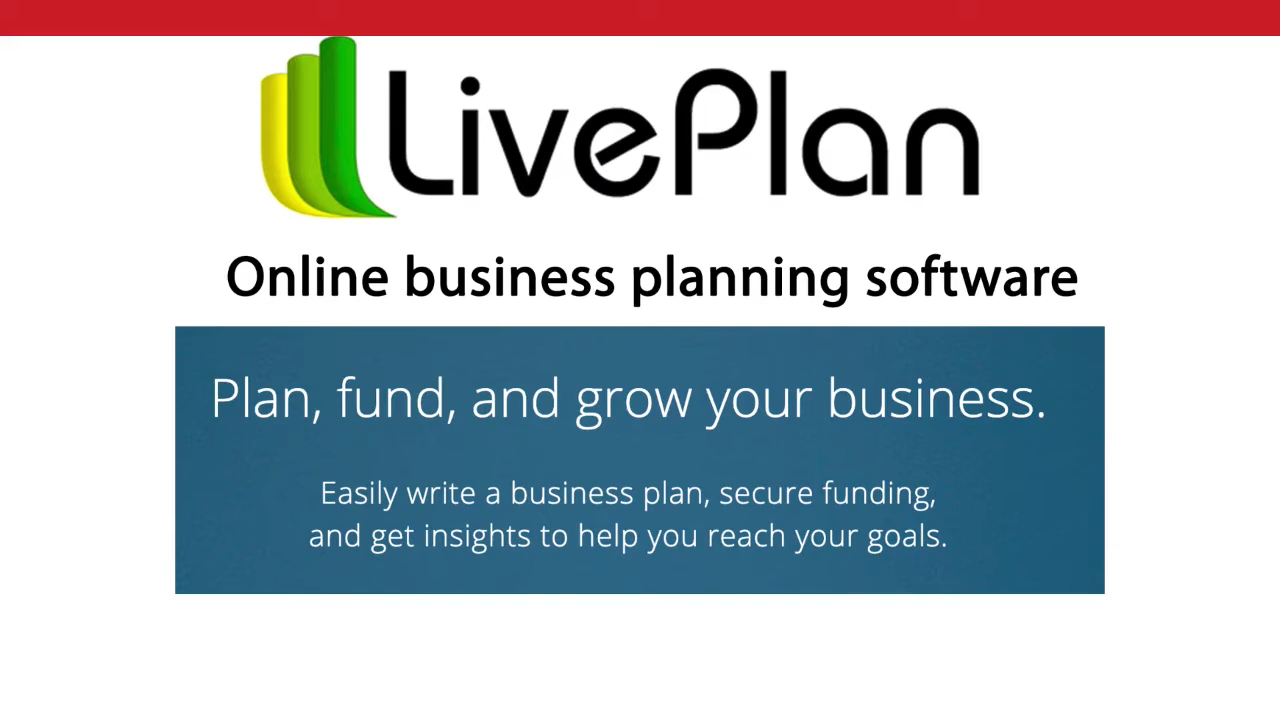 LivePlan
Online business planning software
Plan, fund, and grow your business.
Easily write a business plan, secure funding,
and get insights to help you reach your goals.